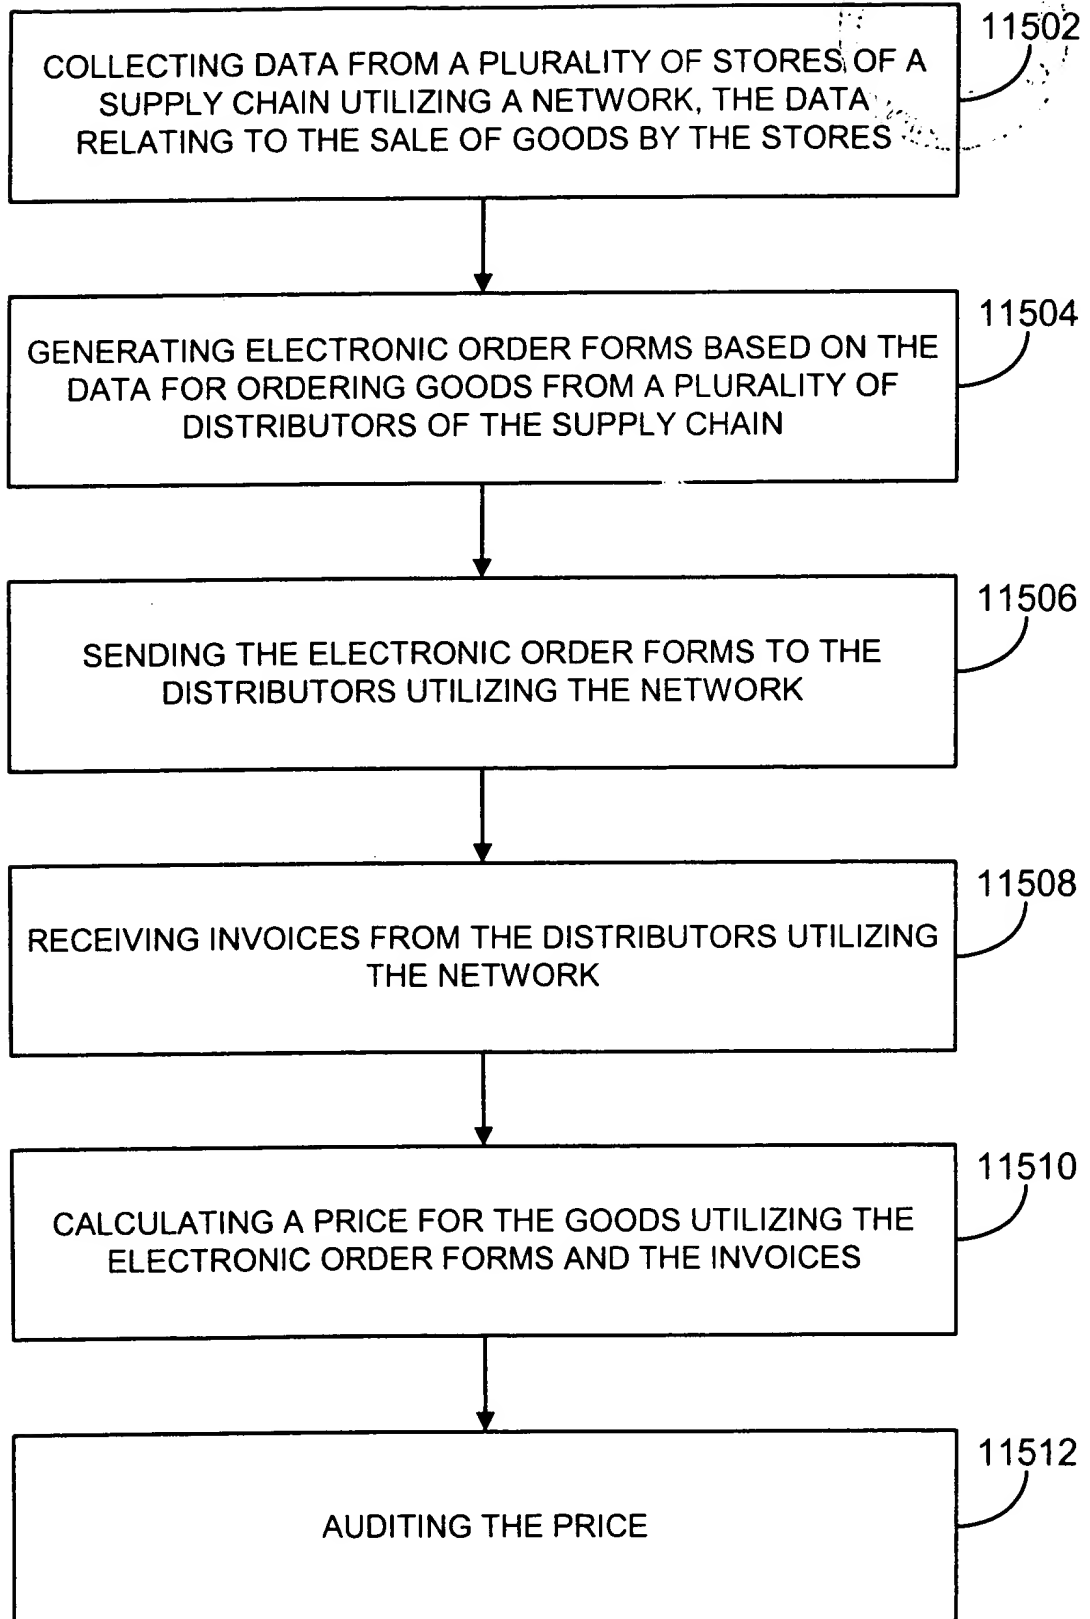 11502
COLLECTING DATA FROM A PLURALITY OF STORES OF A
SUPPLY CHAIN UTILIZING A NETWORK, THE DATA
RELATING TO THE SALE OF GOODS BY THE STORES
11504
GENERATING ELECTRONIC ORDER FORMS BASED ON THE
DATA FOR ORDERING GOODS FROM A PLURALITY OF
DISTRIBUTORS OF THE SUPPLY CHAIN
11506
SENDING THE ELECTRONIC ORDER FORMS TO THE
DISTRIBUTORS UTILIZING THE NETWORK
11508
RECEIVING INVOICES FROM THE DISTRIBUTORS UTILIZING
THE NETWORK
11510
CALCULATING A PRICE FOR THE GOODS UTILIZING THE
ELECTRONIC ORDER FORMS AND THE INVOICES
11512
AUDITING THE PRICE